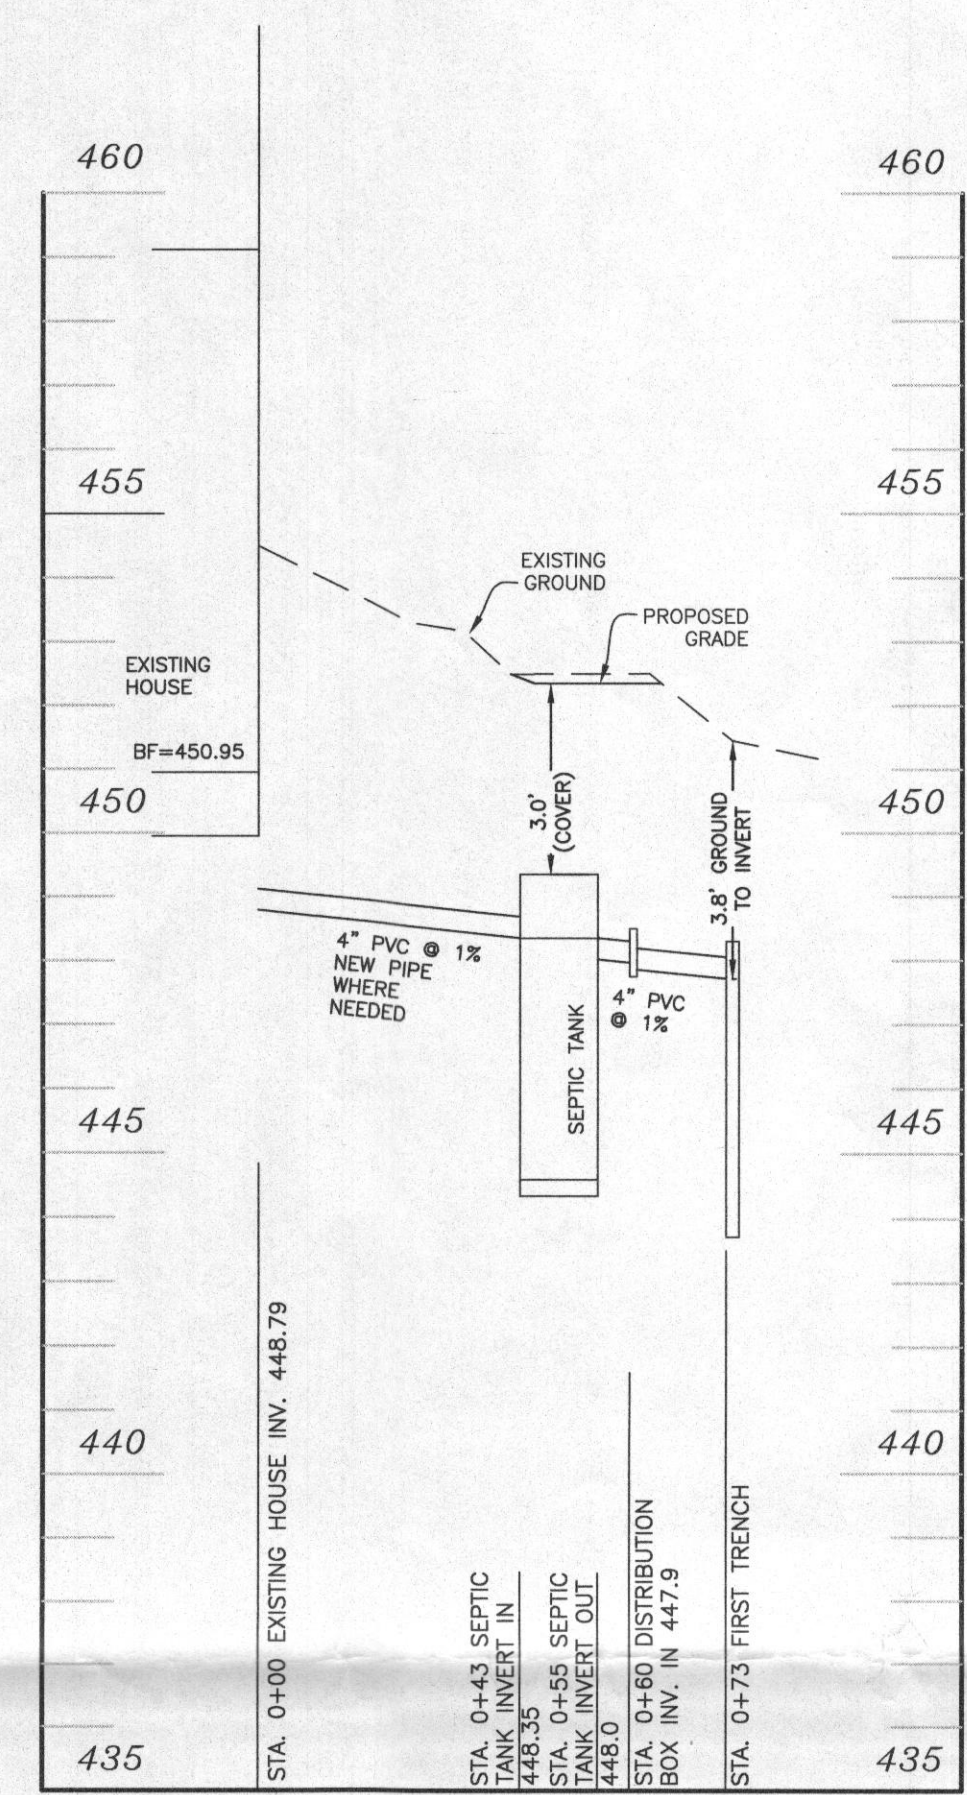 460
460
455
455
EXISTING
GROUND
PROPOSED
GRADE
EXISTING
HOUSE
BF=450.95
450
450
3.0'
(COVER)
3.8' GROUND
TO INVERT
4" PVC @ 1%
NEW PIPE
WHERE
NEEDED
4" PVC
@ 1%
SEPTIC TANK
445
445
440
440
STA. 0+00 EXISTING HOUSE INV. 448.79
STA. 0+43 SEPTIC
TANK INVERT IN
448.35
STA. 0+55 SEPTIC
TANK INVERT OUT
448.0
STA. 0+60 DISTRIBUTION
BOX INV. IN 447.9
STA. 0+73 FIRST TRENCH
435
435